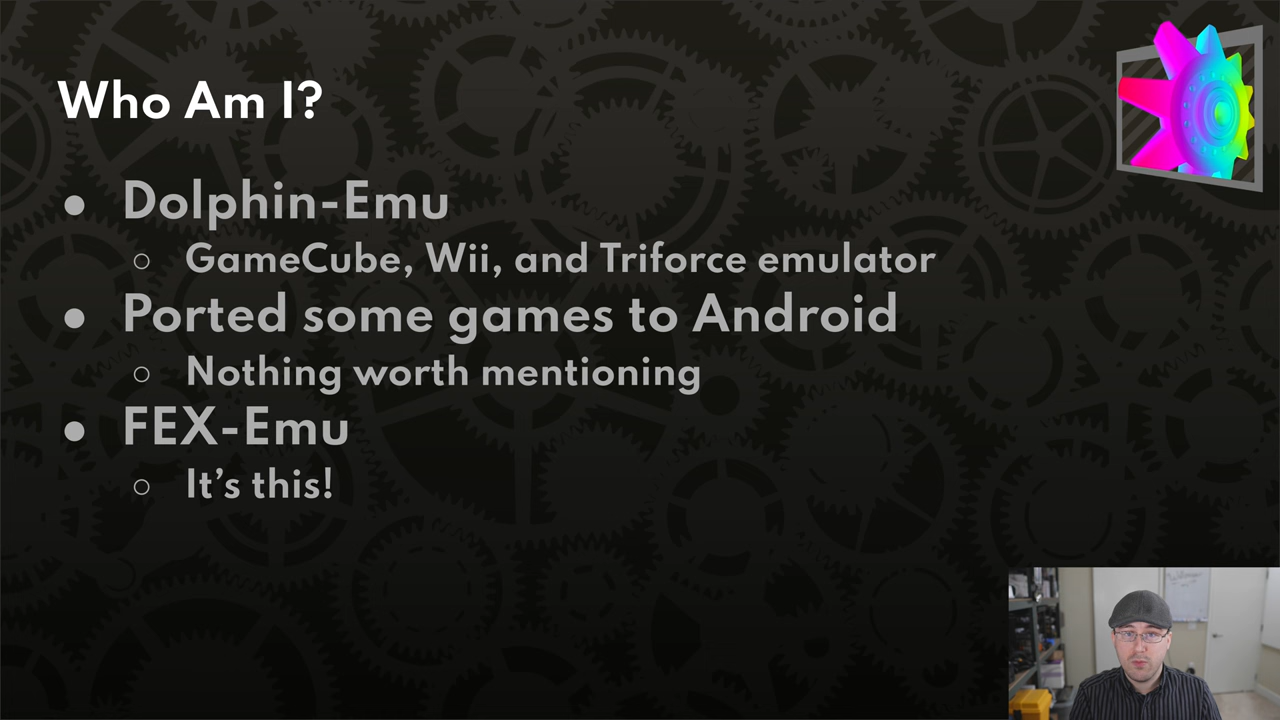 Who Am I?
● Dolphin-Emu
○ GameCube, Wii, and Triforce emulator
● Ported some games to Android
○ Nothing worth mentioning
● FEX-Emu
○ It’s this!